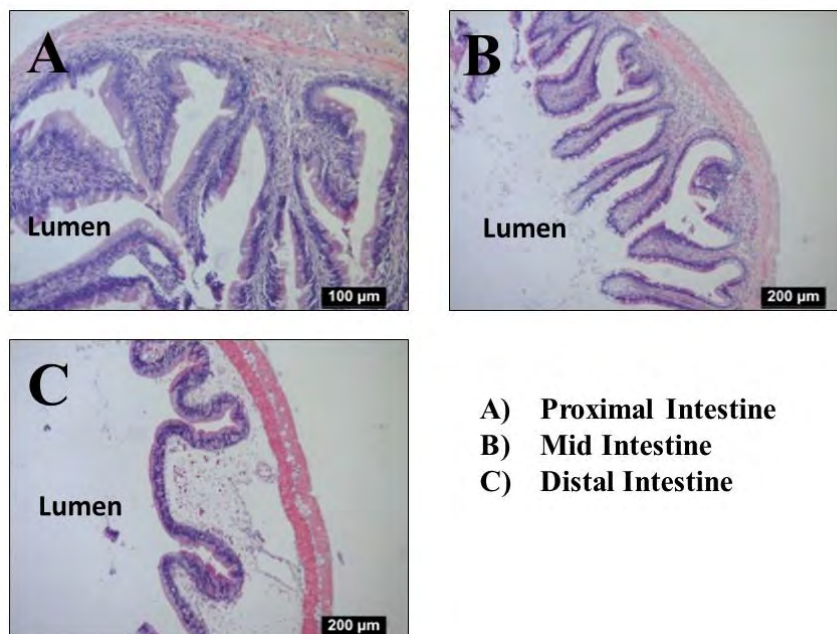 A
Lumen
100 µm
B
Lumen
200 µm
C
Lumen
200 µm
A) Proximal Intestine
B) Mid Intestine
C) Distal Intestine